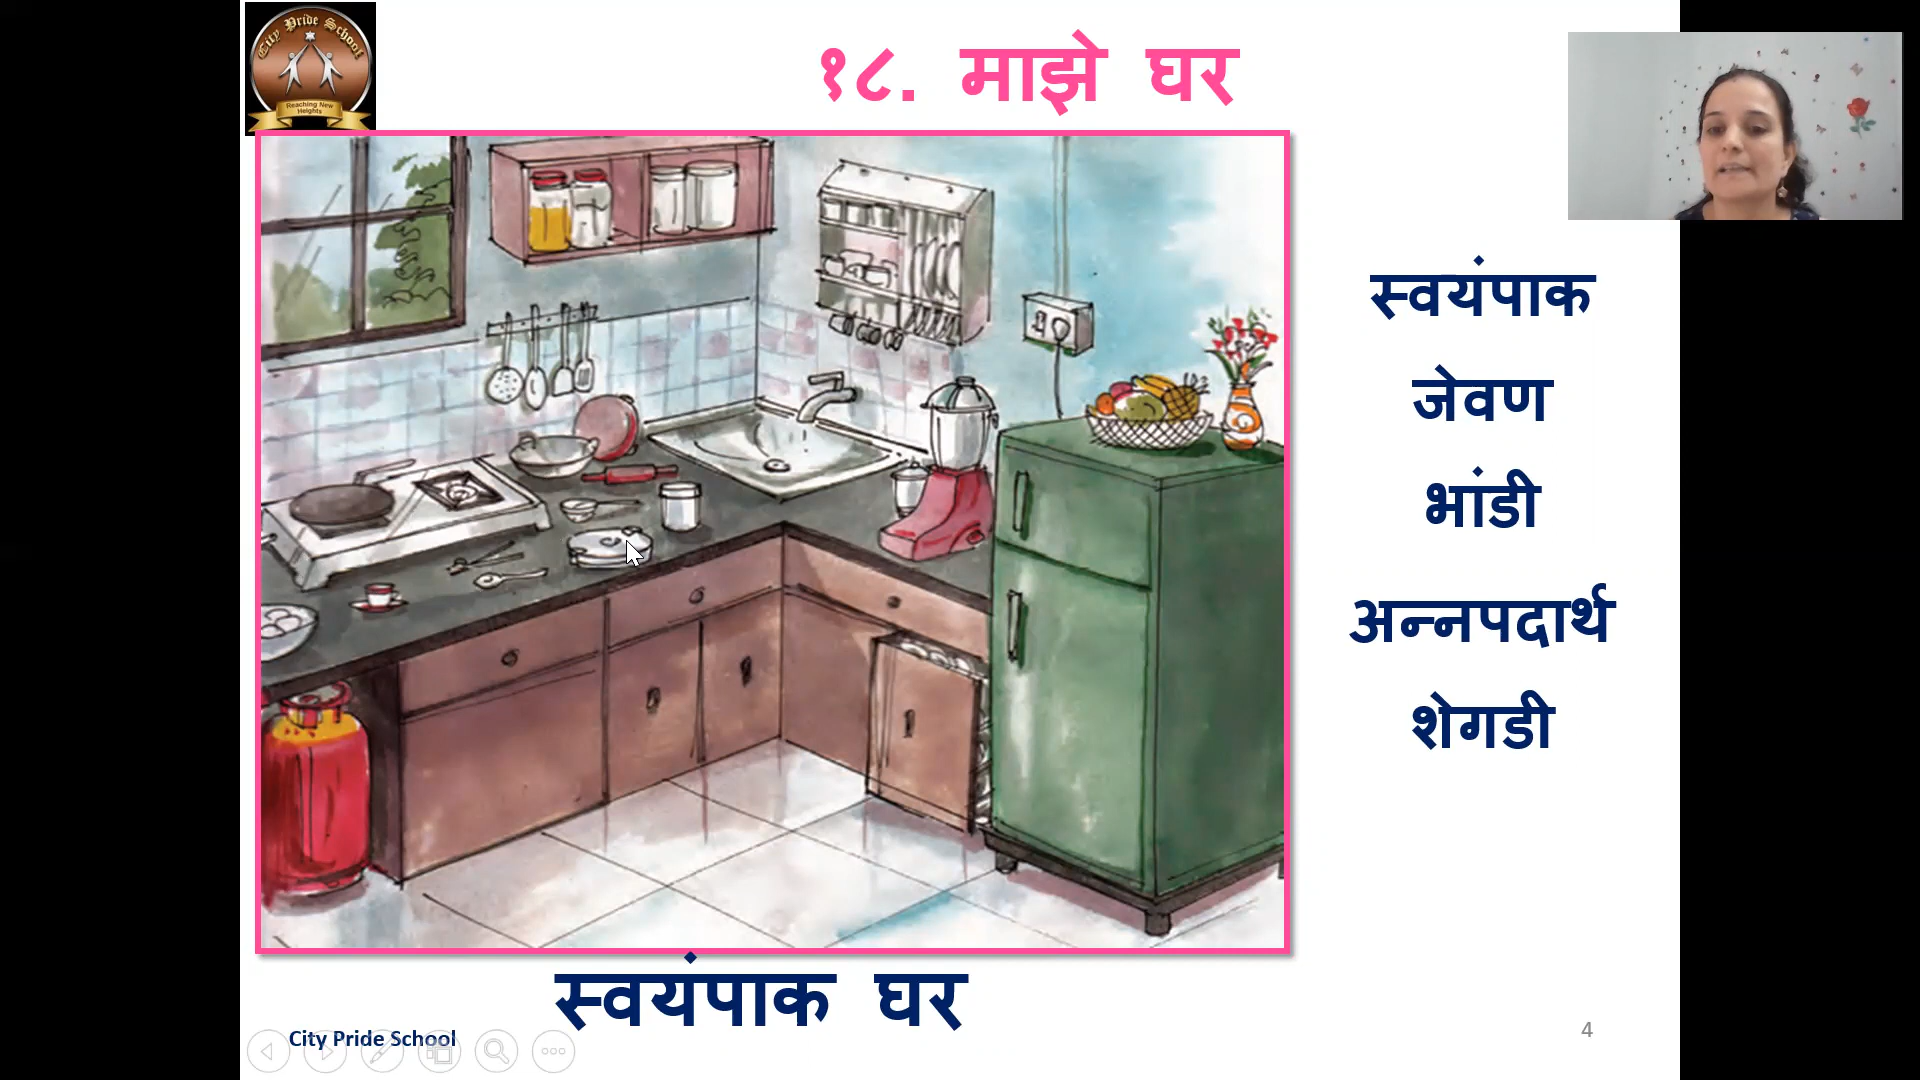 City Pride School
Reaching New
Heights
१८. माझे घर
स्वयंपाक
जेवण
भांडी
अन्नपदार्थ
शेगडी
स्वयंपाक घर
City Pride School
4